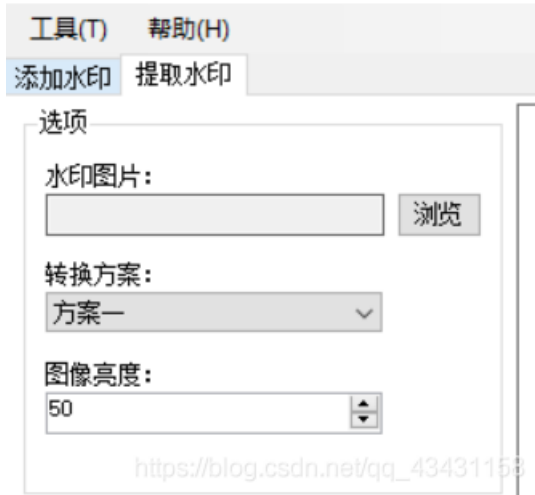 工具(T) 帮助(H)
添加水印 提取水印
选项
水印图片：
浏览
转换方案：
方案一
图像亮度：
50
https://blog.csdn.net/qq_43431158